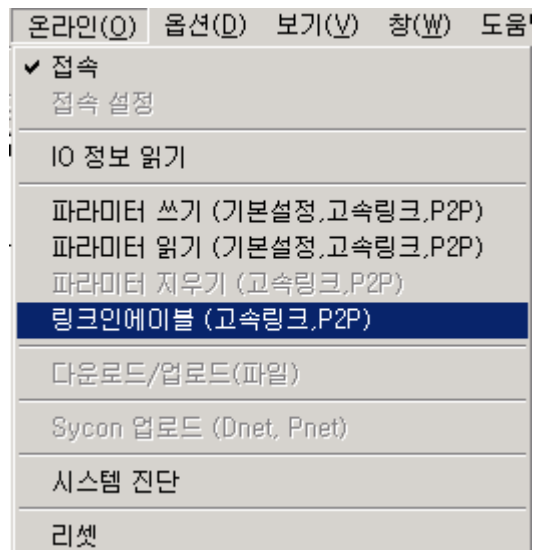 온라인(O) 옵션(D) 보기(V) 창(W) 도움
접속
접속 설정
IO 정보 읽기
파라미터 쓰기 (기본설정,고속링크,P2P)
파라미터 읽기 (기본설정,고속링크,P2P)
파라미터 지우기 (고속링크,P2P)
링크인에이블 (고속링크,P2P)
다운로드/업로드(파일)
Sycon 업로드 (Dnet, Pnet)
시스템 진단
리셋